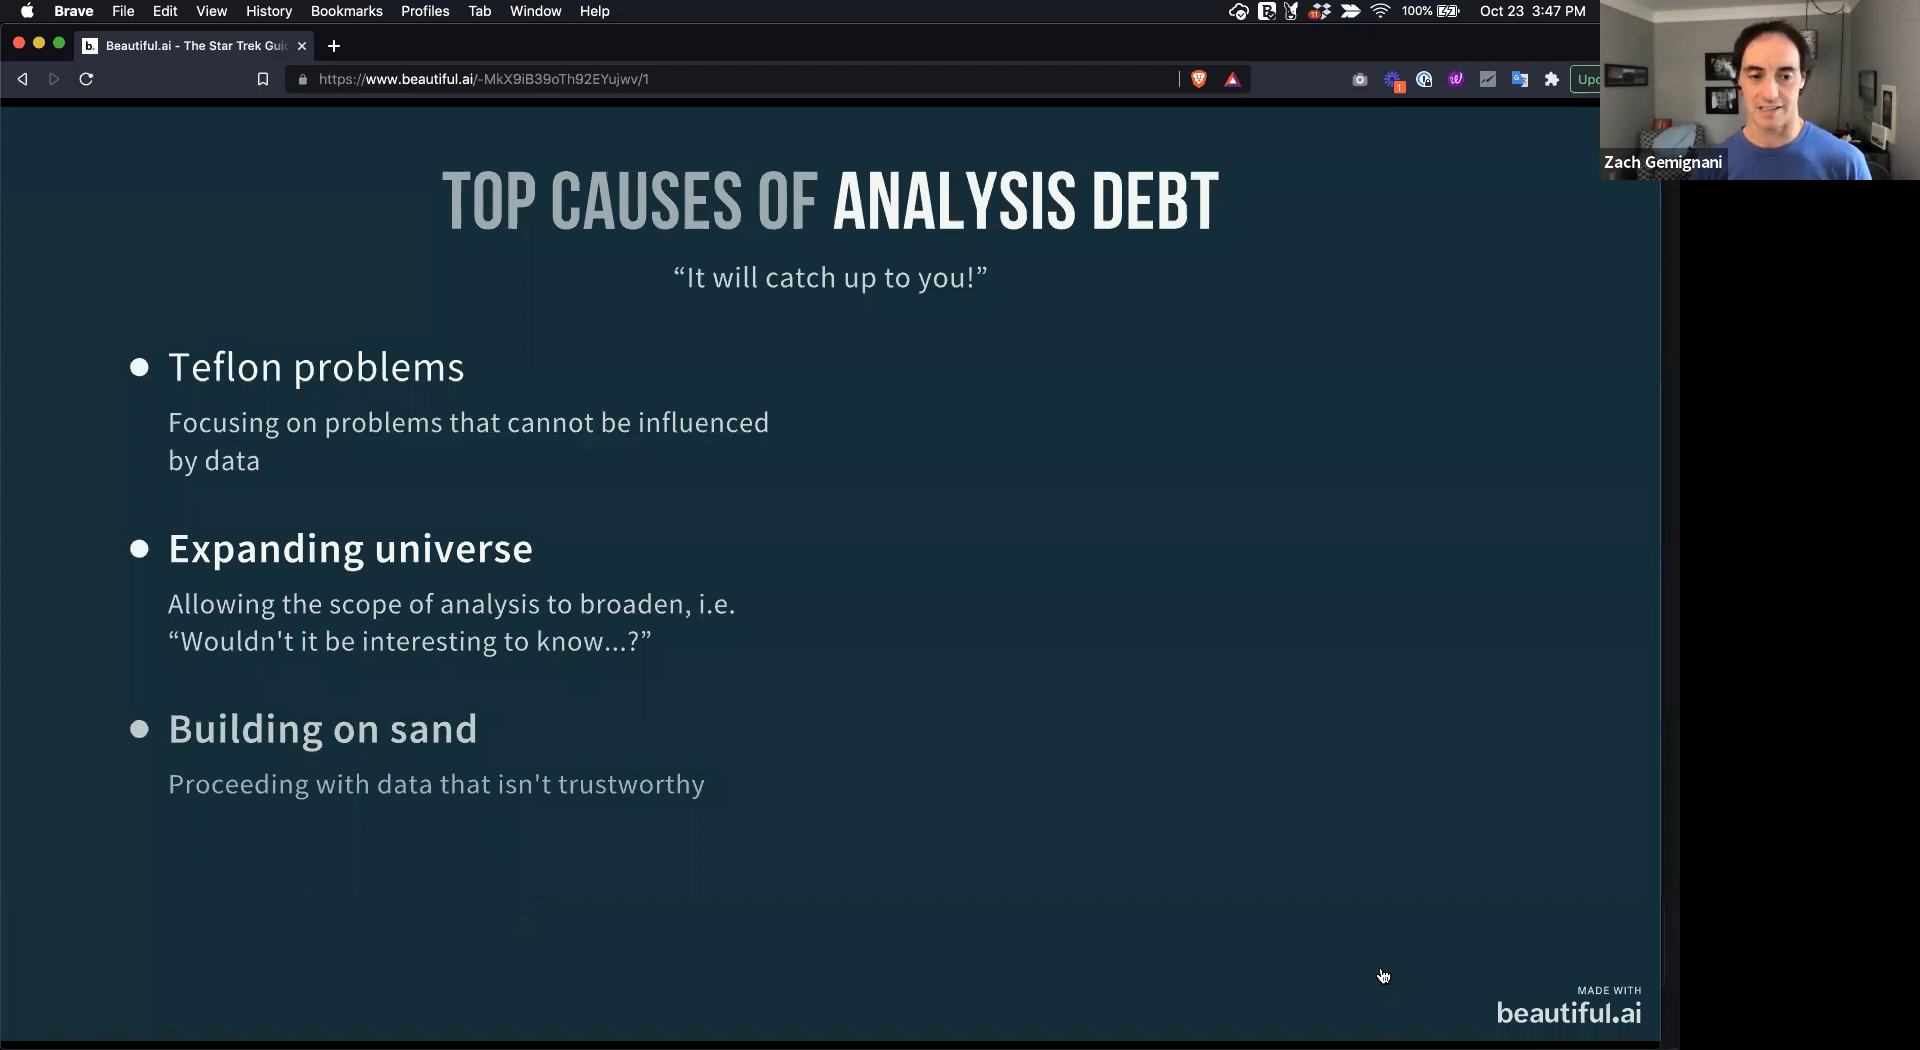 Brave File Edit View History Bookmarks Profiles Tab Window Help
11
100%
Oct 23 3:47 PM
b. Beautiful.ai - The Star Trek Gui
https://www.beautiful.ai/-MkX9iB39oTh92EYujwv/1
1
Upd
Zach Gemignani
TOP CAUSES OF ANALYSIS DEBT
“It will catch up to you!”
Teflon problems
Focusing on problems that cannot be influenced
by data
Expanding universe
Allowing the scope of analysis to broaden, i.e.
“Wouldn't it be interesting to know...?”
Building on sand
Proceeding with data that isn't trustworthy
MADE WITH
beautiful.ai